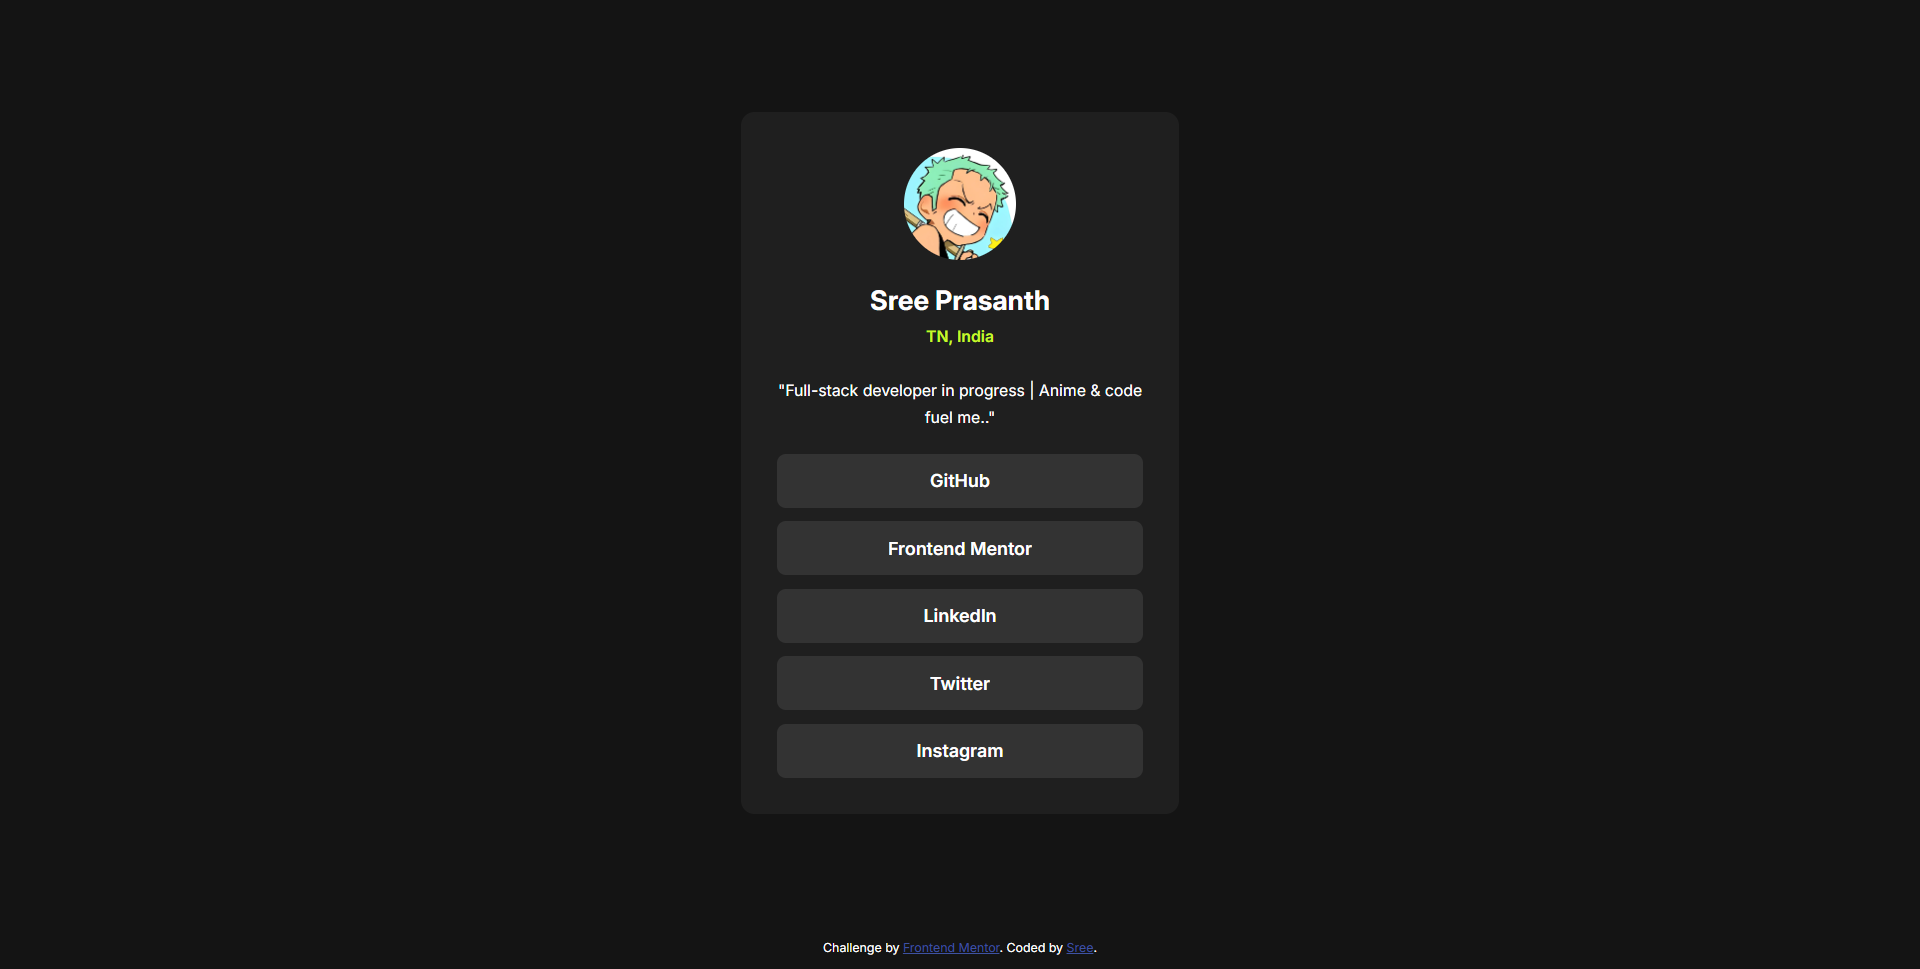 Sree Prasanth
TN, India
"Full-stack developer in progress | Anime & code
fuel me.."
GitHub
Frontend Mentor
LinkedIn
Twitter
Instagram
Challenge by Frontend Mentor. Coded by Sree.